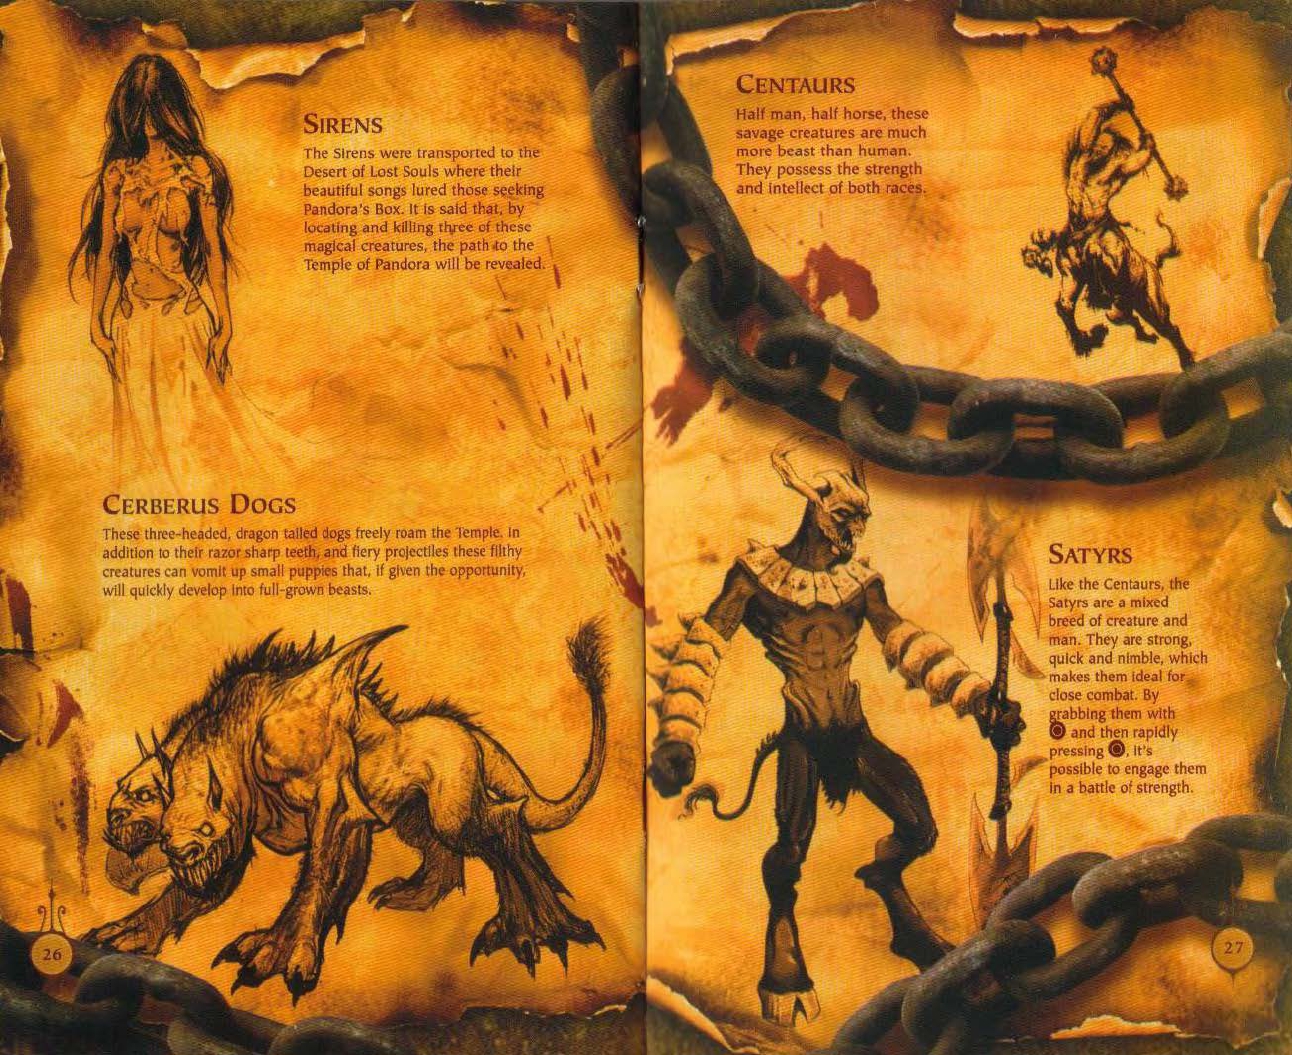 SIRENS
The Sirens were transported to the
Desert of Lost Souls where their
beautiful songs lured those seeking
Pandora's Box. It is said that, by
locating and killing three of these
magical creatures, the path to the
Temple of Pandora will be revealed.
CERBERUS DOGS
These three-headed, dragon tailed dogs freely roam the Temple. In
addition to their razor sharp teeth, and fiery projectiles these filthy
creatures can vomit up small puppies that, if given the opportunity,
will quickly develop into full-grown beasts.
26
CENTAURS
Half man, half horse, these
savage creatures are much
more beast than human.
They possess the strength
and intellect of both races.
SATYRS
Like the Centaurs, the
Satyrs are a mixed
breed of creature and
man. They are strong,
quick and nimble, which
makes them ideal for
close combat. By
grabbing them with
and then rapidly
pressing , it's
possible to engage them
in a battle of strength.
27